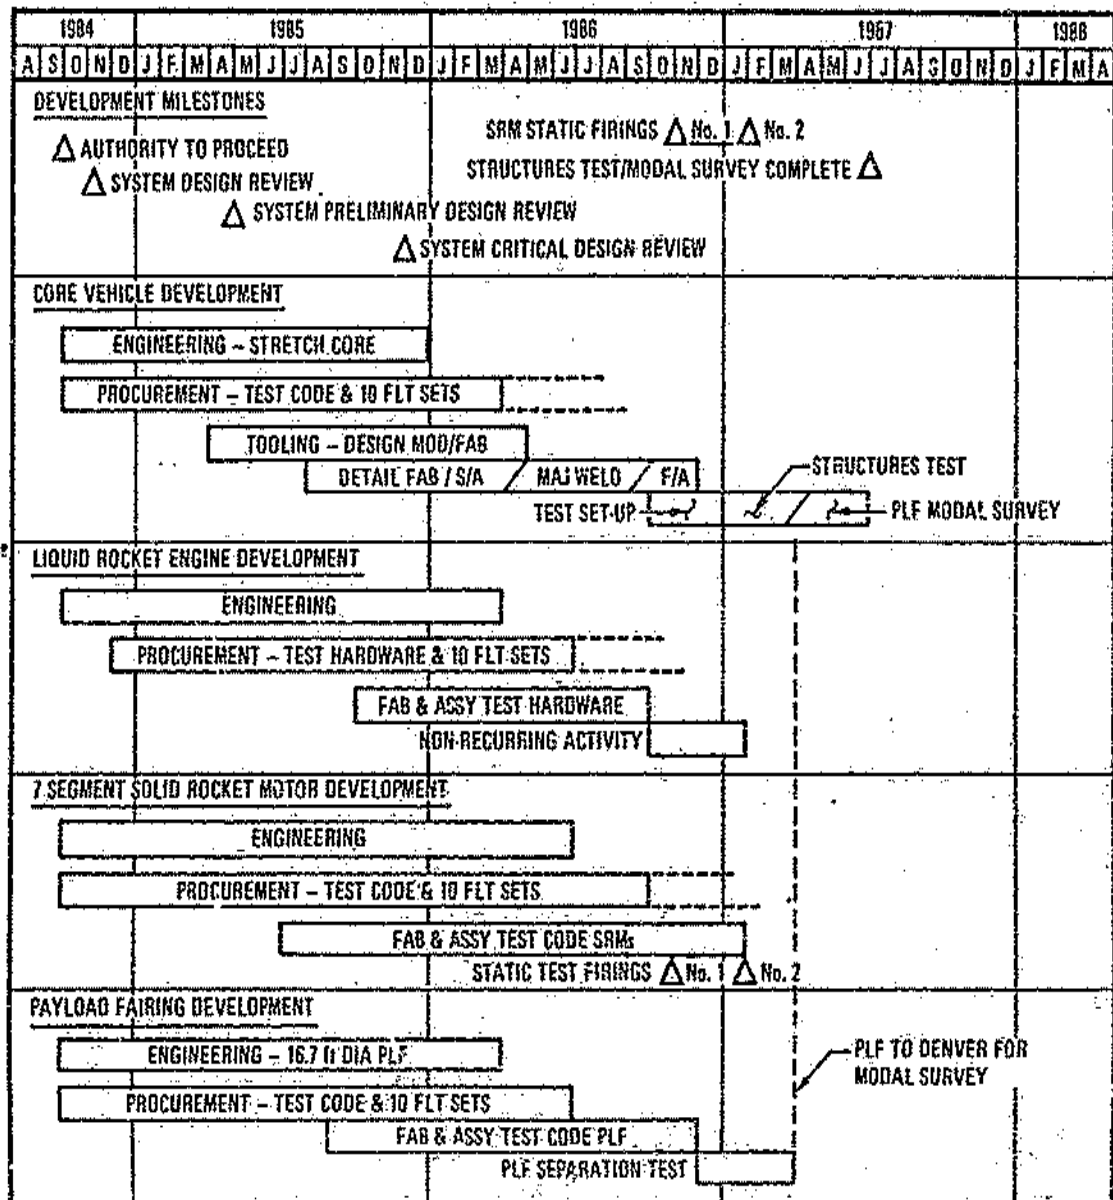 1984 1985 1986 1987 1988
A S O N D J F M A M J J A S O N D J F M A M J J A S O N D J F M A M J J A S O N D J F M A
DEVELOPMENT MILESTONES
SRM STATIC FIRINGS △ No. 1 △ No. 2
△ AUTHORITY TO PROCEED
STRUCTURES TEST/MODAL SURVEY COMPLETE △
△ SYSTEM DESIGN REVIEW
△ SYSTEM PRELIMINARY DESIGN REVIEW
△ SYSTEM CRITICAL DESIGN REVIEW
CORE VEHICLE DEVELOPMENT
ENGINEERING – STRETCH CORE
PROCUREMENT – TEST CODE & 10 FLT SETS
TOOLING – DESIGN MOD/FAB
DETAIL FAB / S/A / MAJ WELD / F/A
STRUCTURES TEST
TEST SET-UP
PLF MODAL SURVEY
LIQUID ROCKET ENGINE DEVELOPMENT
ENGINEERING
PROCUREMENT – TEST HARDWARE & 10 FLT SETS
FAB & ASSY TEST HARDWARE
NON-RECURRING ACTIVITY
7 SEGMENT SOLID ROCKET MOTOR DEVELOPMENT
ENGINEERING
PROCUREMENT – TEST CODE & 10 FLT SETS
FAB & ASSY TEST CODE SRMs
STATIC TEST FIRINGS △ No. 1 △ No. 2
PAYLOAD FAIRING DEVELOPMENT
ENGINEERING – 16.7 ft DIA PLF
PLF TO DENVER FOR
MODAL SURVEY
PROCUREMENT – TEST CODE & 10 FLT SETS
FAB & ASSY TEST CODE PLF
PLF SEPARATION TEST